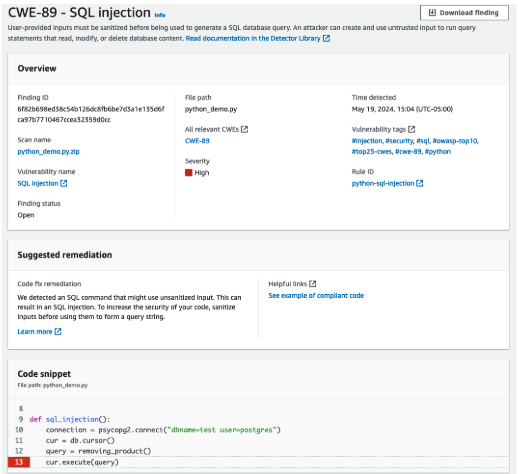 CWE-89 - SQL injection Info
Download finding
User-provided inputs must be sanitized before being used to generate a SQL database query. An attacker can create and use untrusted input to run query
statements that read, modify, or delete database content. Read documentation in the Detector Library
Overview
Finding ID
6f82b698ed38c54b126dc8fb6be7d3a1e135d6f
ca97b7710467ccea32359d0cc
Scan name
python_demo.py.zip
Vulnerability name
SQL injection
Finding status
Open
File path
python_demo.py
All relevant CWEs
CWE-89
Severity
High
Time detected
May 19, 2024, 15:04 (UTC-05:00)
Vulnerability tags
#injection, #security, #sql, #owasp-top10,
#top25-cwes, #cwe-89, #python
Rule ID
python-sql-injection
Suggested remediation
Code fix remediation
We detected an SQL command that might use unsanitized input. This can
result in an SQL injection. To increase the security of your code, sanitize
inputs before using them to form a query string.
Learn more
Helpful links
See example of compliant code
Code snippet
File path: python_demo.py
8
9 def sql_injection():
10 connection = psycopg2.connect("dbname=test user=postgres")
11 cur = db.cursor()
12 query = removing_product()
13 cur.execute(query)